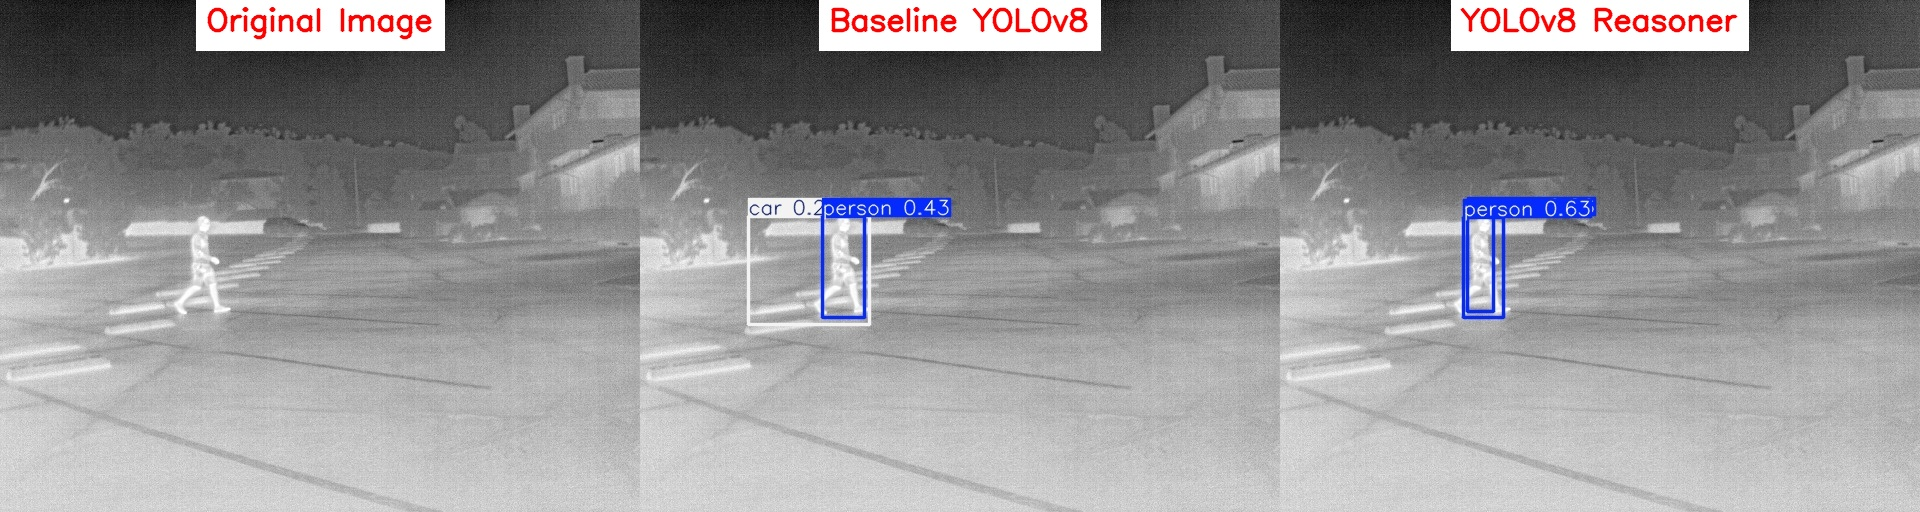 Original Image
Baseline YOLOv8
YOLOv8 Reasoner
car 0.2
person 0.43
person 0.63